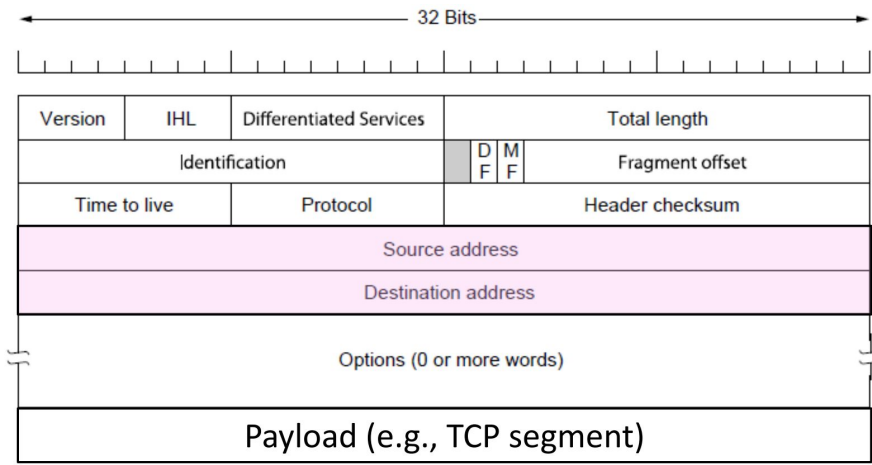 32 Bits
Version IHL Differentiated Services Total length
Identification D F M F Fragment offset
Time to live Protocol Header checksum
Source address
Destination address
Options (0 or more words)
Payload (e.g., TCP segment)